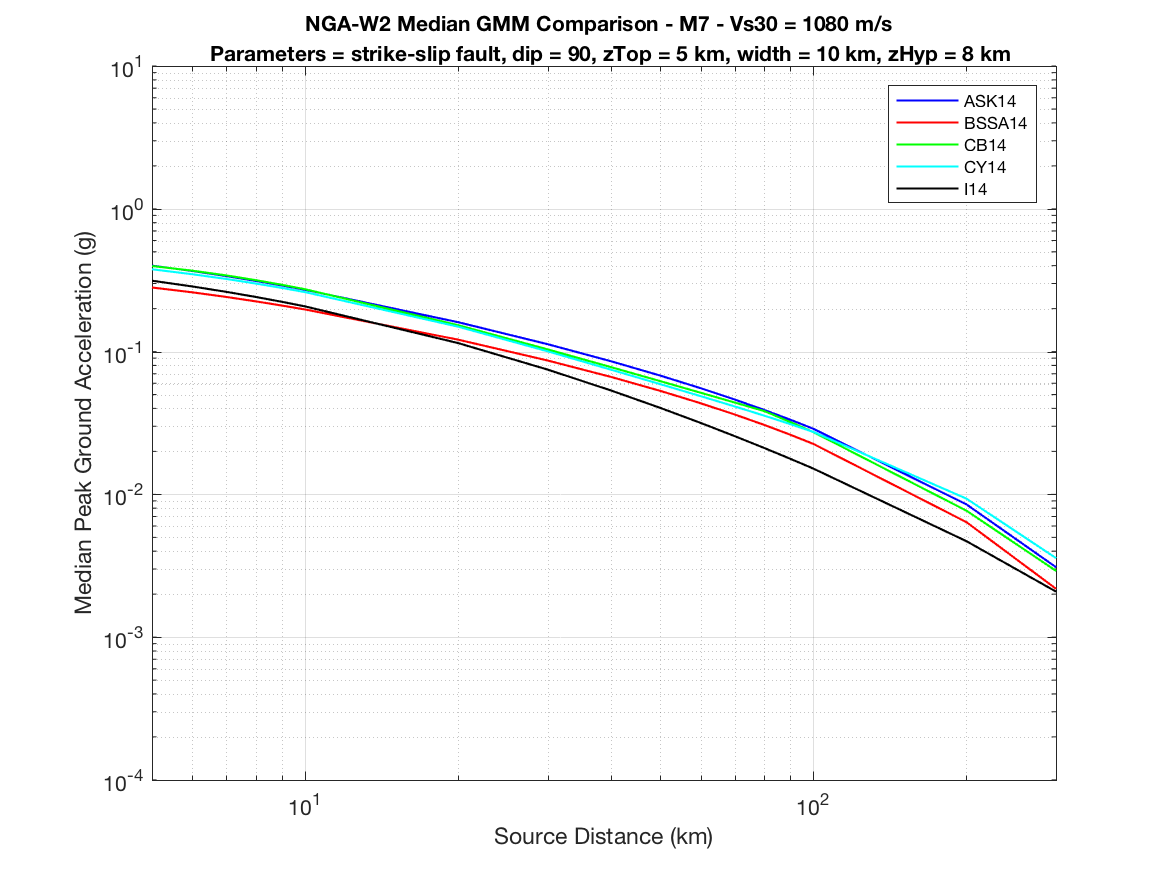 NGA-W2 Median GMM Comparison - M7 - Vs30 = 1080 m/s
Parameters = strike-slip fault, dip = 90, zTop = 5 km, width = 10 km, zHyp = 8 km
10^1
ASK14
BSSA14
CB14
CY14
I14
10^0
10^-1
10^-2
10^-3
10^-4
Median Peak Ground Acceleration (g)
10^1 10^2
Source Distance (km)